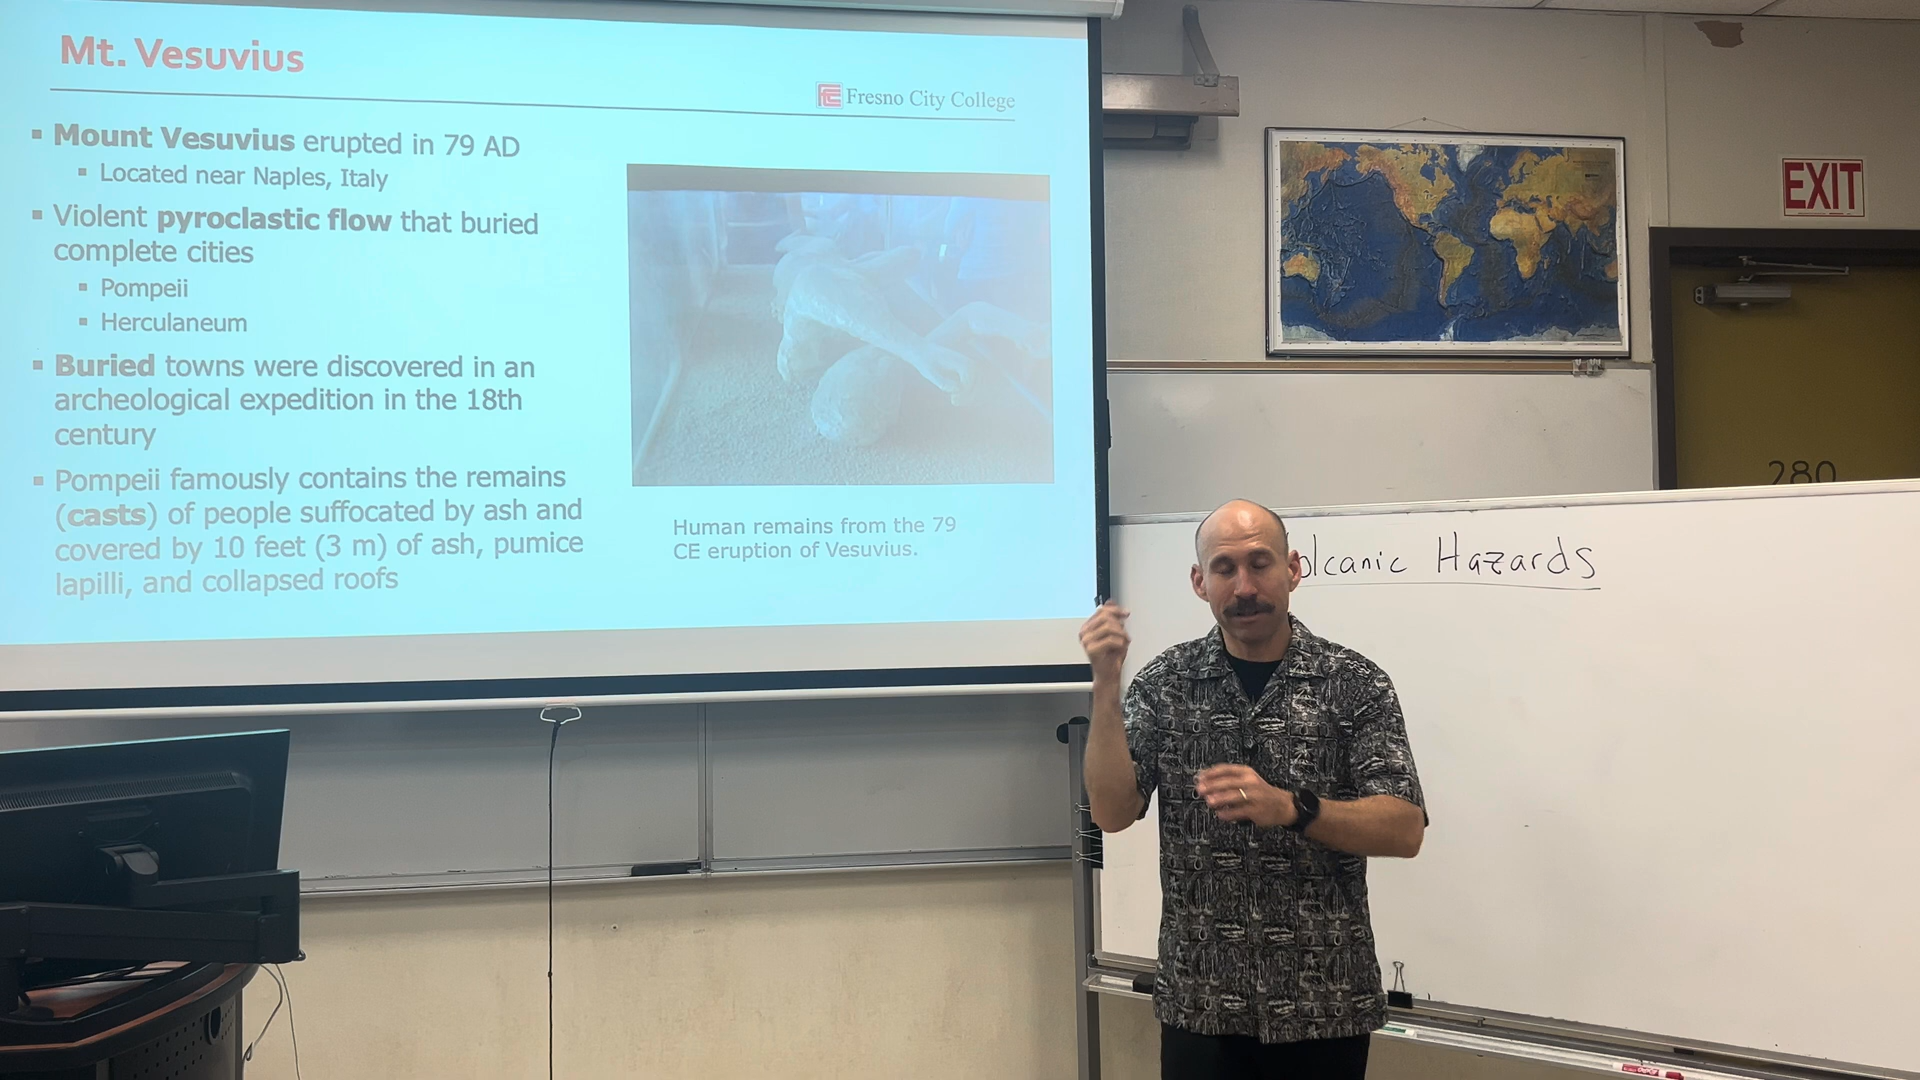 Mt. Vesuvius
Fresno City College
Mount Vesuvius erupted in 79 AD
Located near Naples, Italy
Violent pyroclastic flow that buried
complete cities
Pompeii
Herculaneum
Buried towns were discovered in an
archeological expedition in the 18th
century
Pompeii famously contains the remains
(casts) of people suffocated by ash and
covered by 10 feet (3 m) of ash, pumice
lapilli, and collapsed roofs
Human remains from the 79
CE eruption of Vesuvius.
EXIT
280
olcanic Hazards